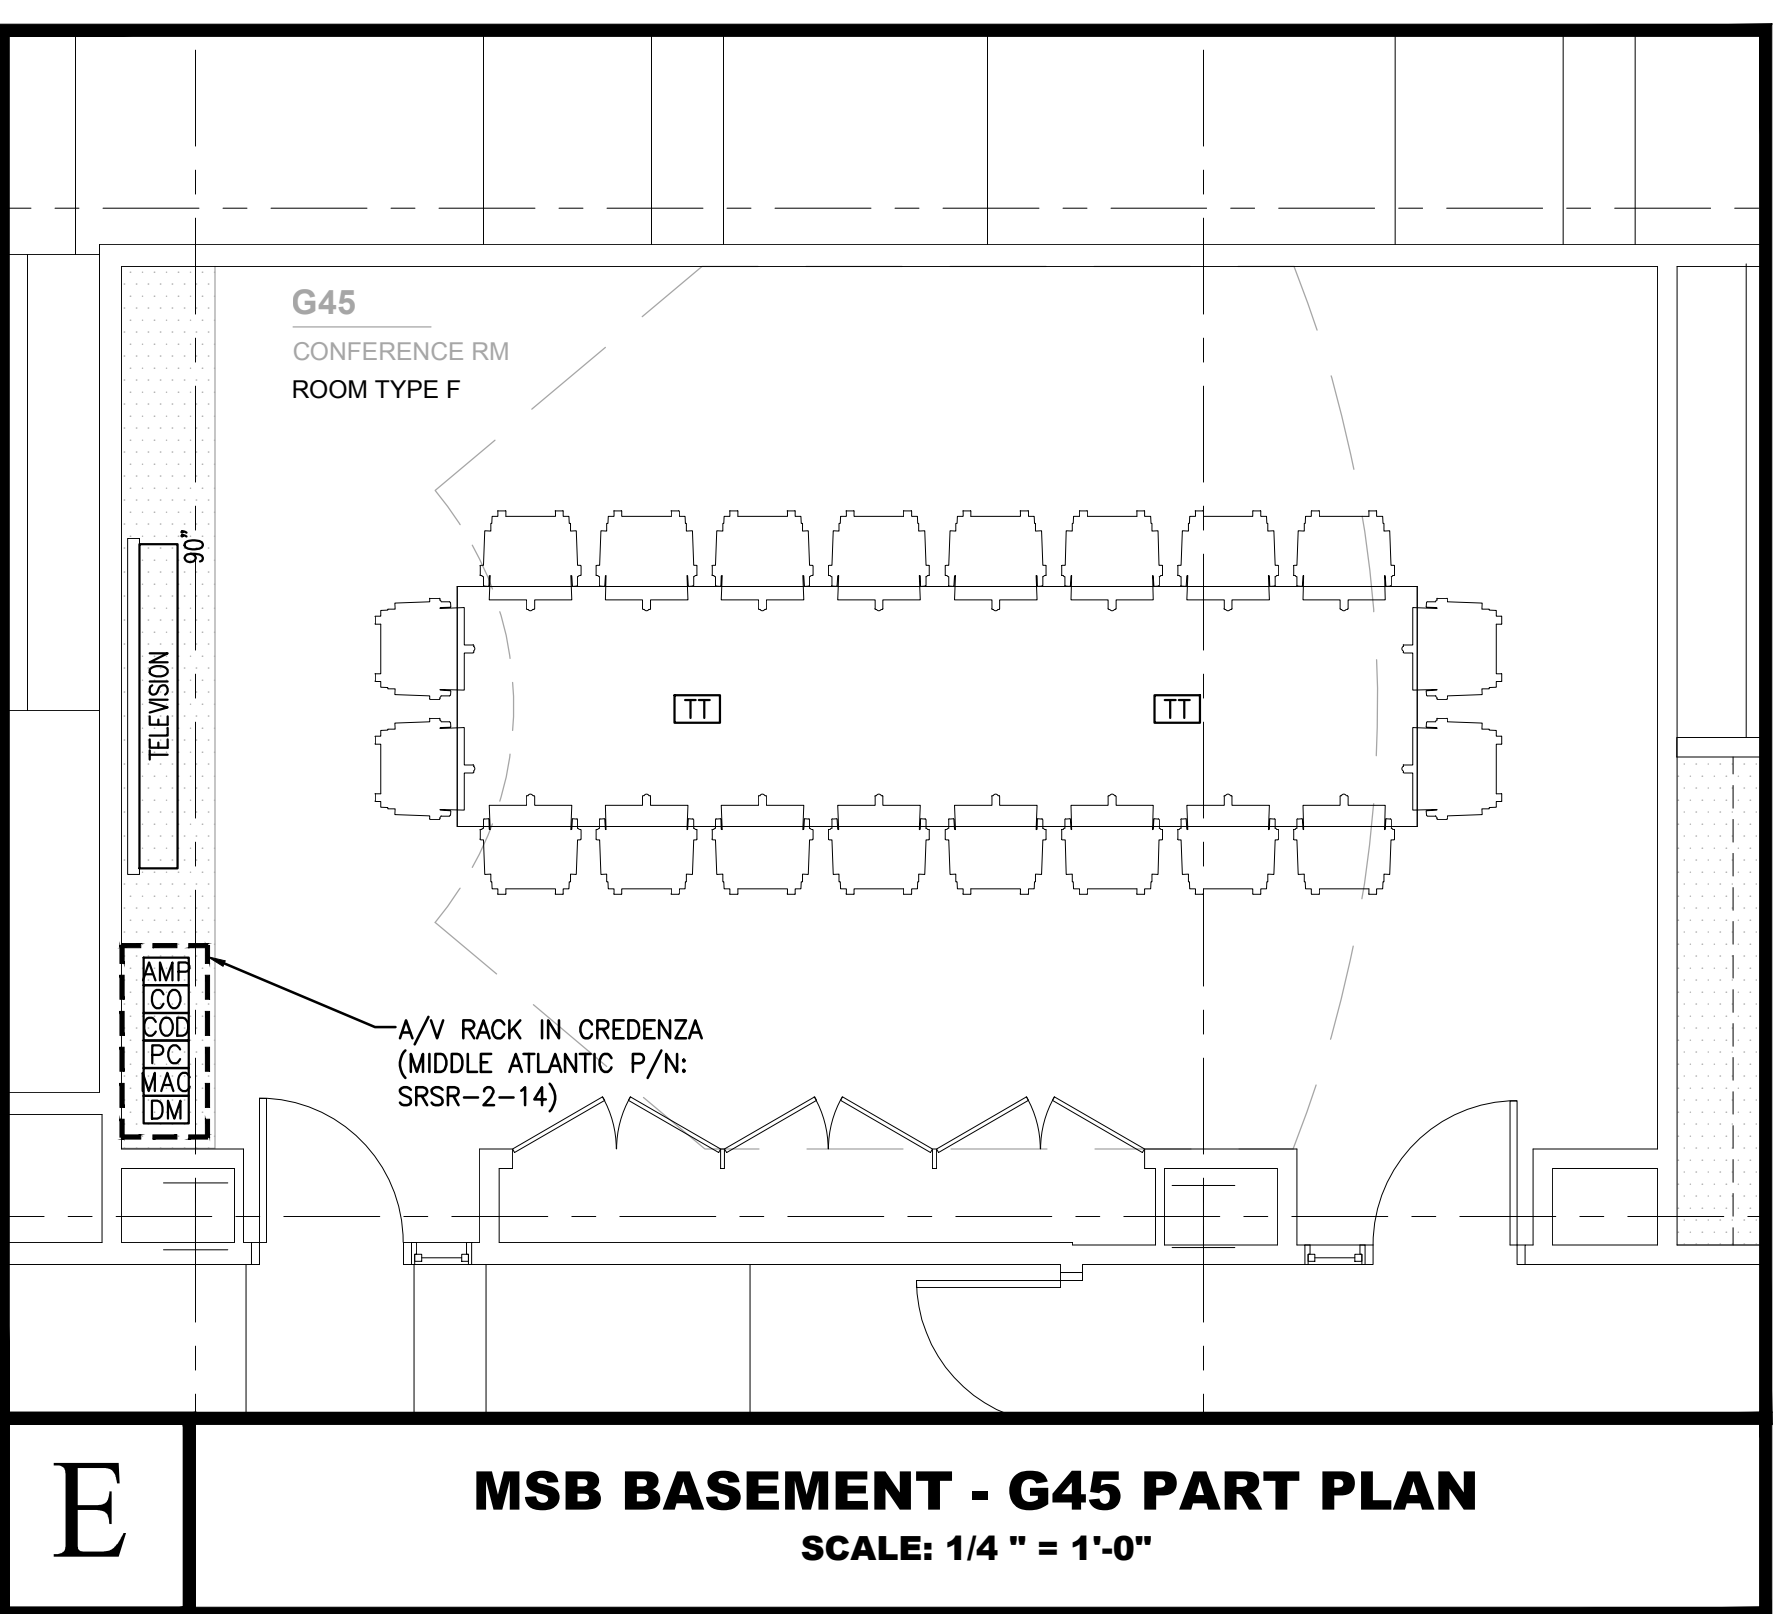 G45
CONFERENCE RM
ROOM TYPE F
90"
TELEVISION
TT
TT
AMP
CO
COD
PC
MAC
DM
A/V RACK IN CREDENZA
(MIDDLE ATLANTIC P/N:
SRSR-2-14)
E
MSB BASEMENT - G45 PART PLAN
SCALE: 1/4 " = 1'-0"